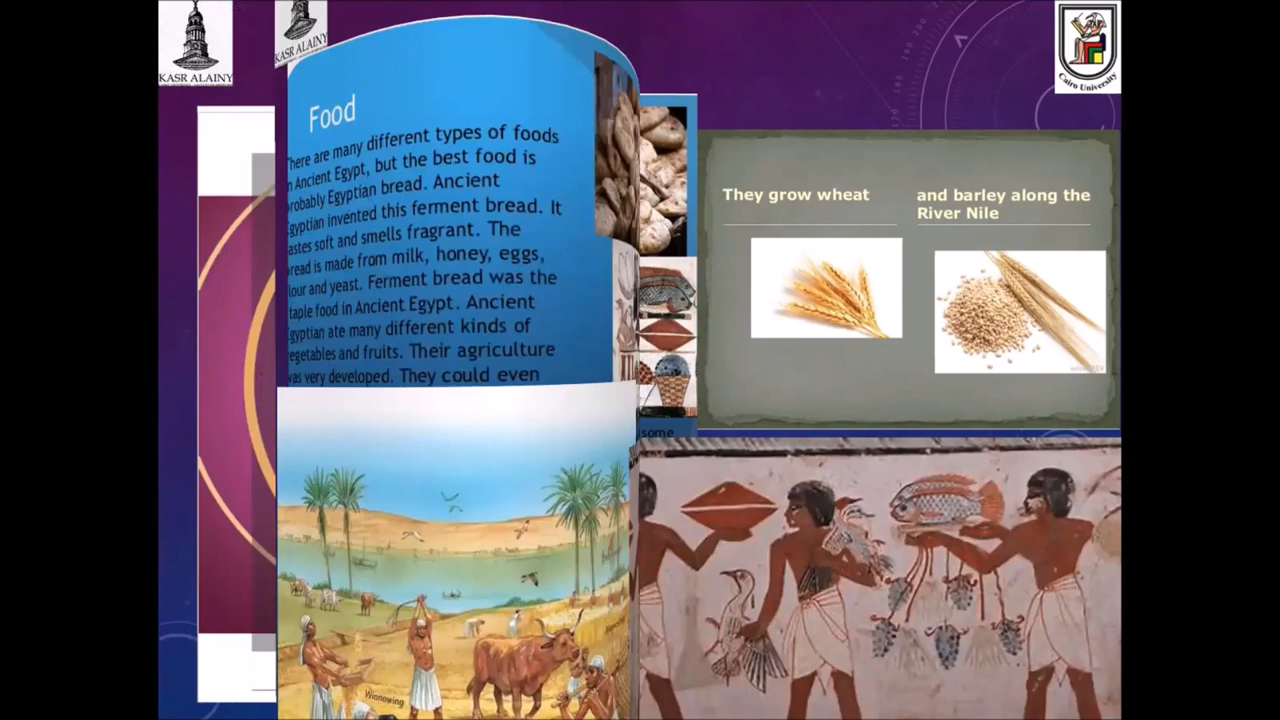 KASR ALAINY
KASR ALAINY
Cairo University
Food
here are many different types of foods
n Ancient Egypt, but the best food is
robably Egyptian bread. Ancient
gyptian invented this ferment bread. It
astes soft and smells fragrant. The
read is made from milk, honey, eggs,
lour and yeast. Ferment bread was the
taple food in Ancient Egypt. Ancient
gyptian ate many different kinds of
egetables and fruits. Their agriculture
was very developed. They could even
some
They grow wheat
and barley along the
River Nile
Winnowing